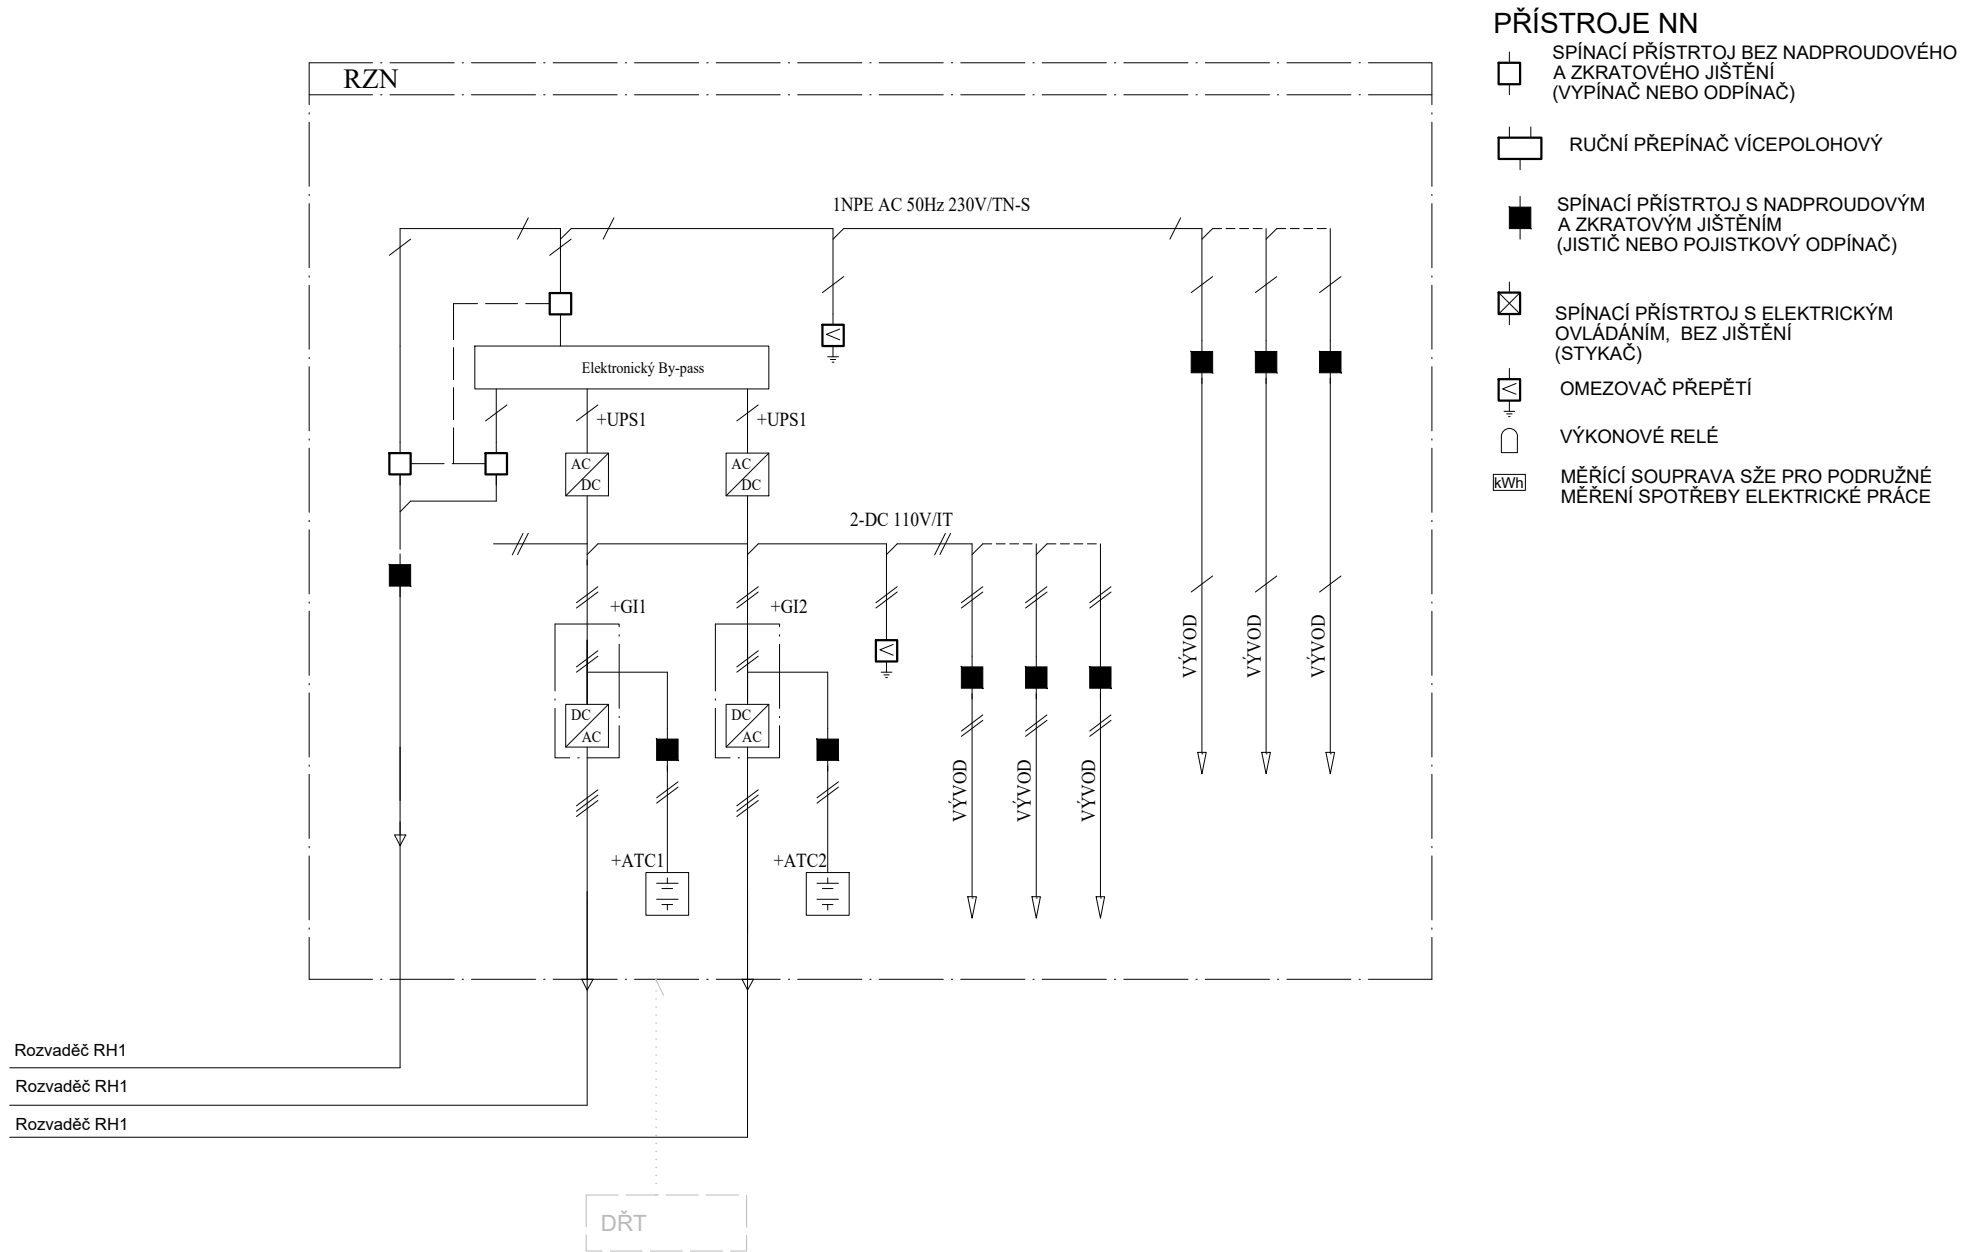 RZN
1NPE AC 50Hz 230V/TN-S
Elektronický By-pass
+UPS1
+UPS1
AC
DC
AC
DC
2-DC 110V/IT
+GI1
+GI2
DC
AC
DC
AC
+ATC1
+ATC2
VÝVOD
VÝVOD
VÝVOD
VÝVOD
VÝVOD
VÝVOD
Rozvaděč RH1
Rozvaděč RH1
Rozvaděč RH1
DŘT
PŘÍSTROJE NN
SPÍNACÍ PŘÍSTRTOJ BEZ NADPROUDOVÉHO
A ZKRATOVÉHO JIŠTĚNÍ
(VYPÍNAČ NEBO ODPÍNAČ)
RUČNÍ PŘEPÍNAČ VÍCEPOLOHOVÝ
SPÍNACÍ PŘÍSTRTOJ S NADPROUDOVÝM
A ZKRATOVÝM JIŠTĚNÍM
(JISTIČ NEBO POJISTKOVÝ ODPÍNAČ)
SPÍNACÍ PŘÍSTRTOJ S ELEKTRICKÝM
OVLÁDÁNÍM, BEZ JIŠTĚNÍ
(STYKAČ)
OMEZOVAČ PŘEPĚTÍ
VÝKONOVÉ RELÉ
kWh
MĚŘÍCÍ SOUPRAVA SŽE PRO PODRUŽNÉ
MĚŘENÍ SPOTŘEBY ELEKTRICKÉ PRÁCE